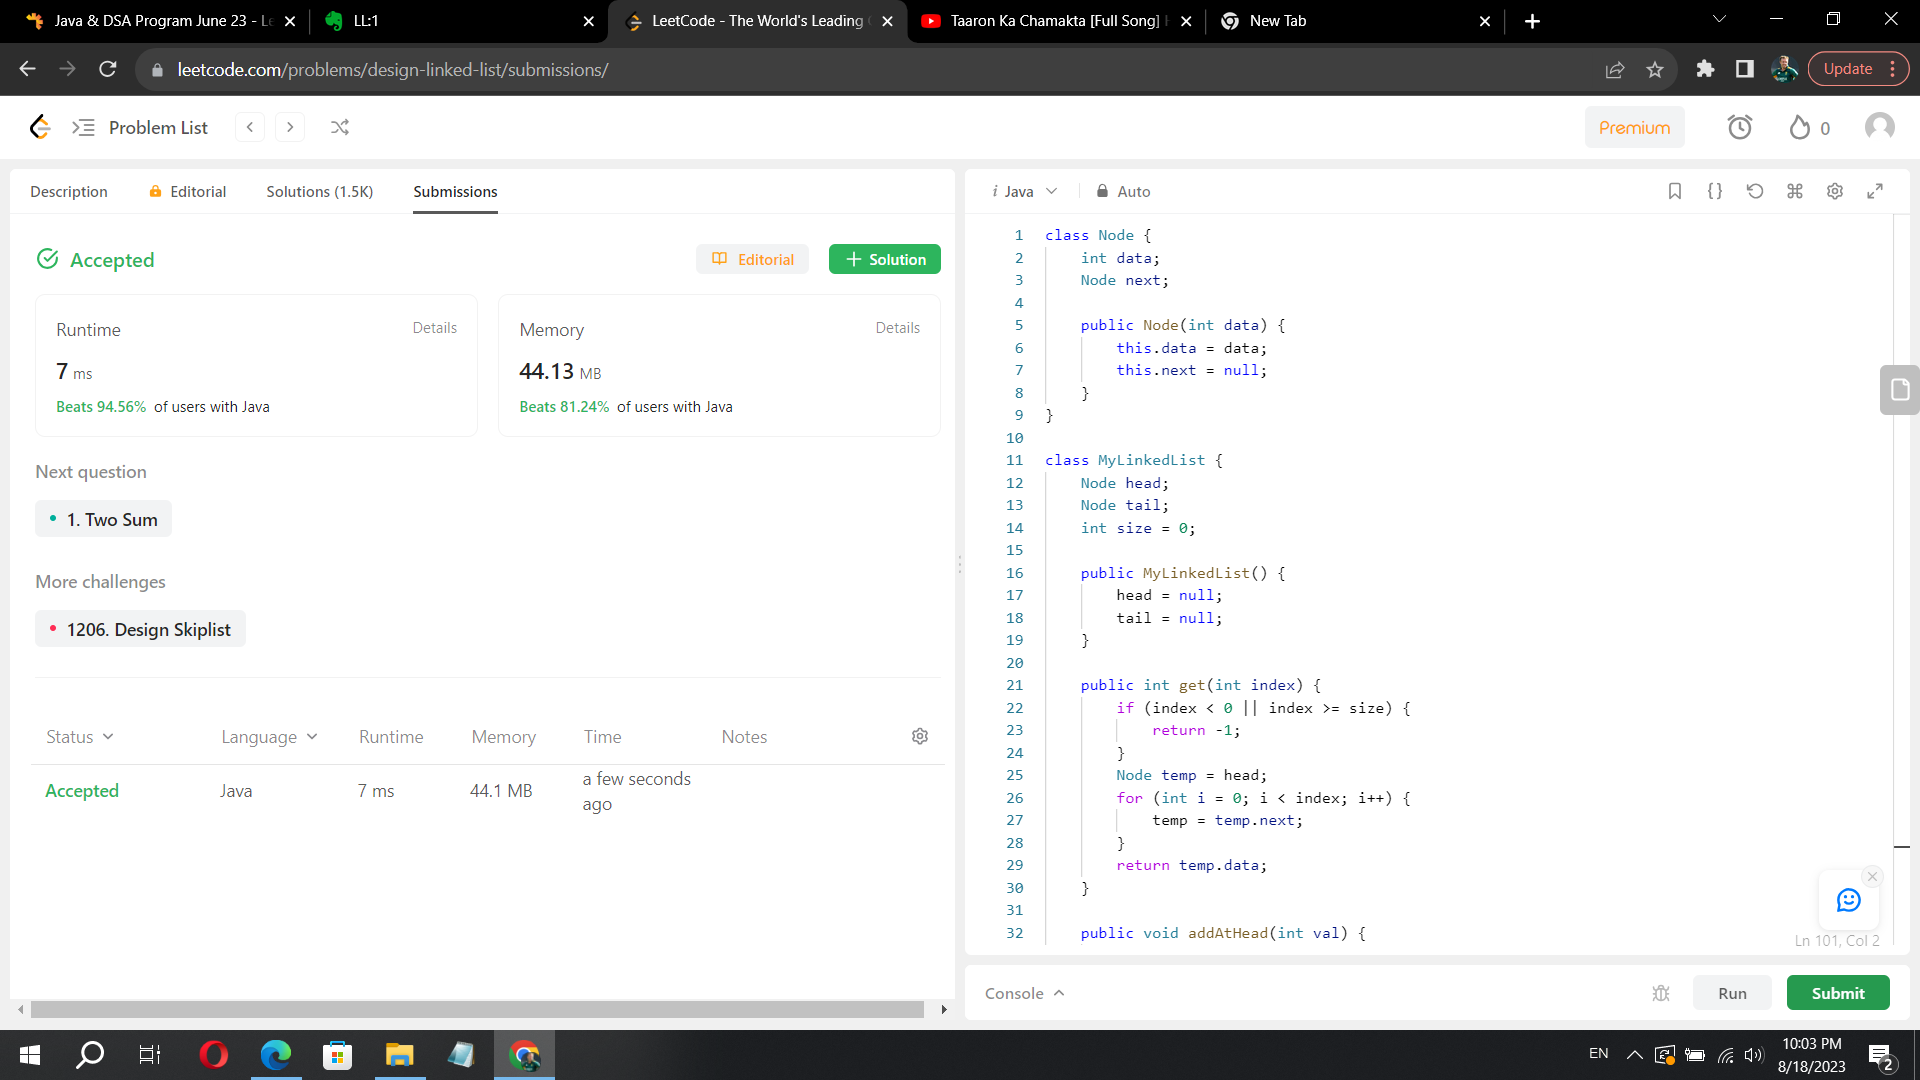 Java & DSA Program June 23 - Le
LL:1
LeetCode - The World's Leading
Taaron Ka Chamakta [Full Song]
New Tab
leetcode.com/problems/design-linked-list/submissions/
Update
Problem List
Premium
0
Description
Editorial
Solutions (1.5K)
Submissions
Accepted
Editorial
Solution
Runtime
Details
7 ms
Beats 94.56% of users with Java
Memory
Details
44.13 MB
Beats 81.24% of users with Java
Next question
1. Two Sum
More challenges
1206. Design Skiplist
Status
Language
Runtime
Memory
Time
Notes
Accepted
Java
7 ms
44.1 MB
a few seconds
ago
i Java
Auto
1 class Node {
2 int data;
3 Node next;
4
5 public Node(int data) {
6 this.data = data;
7 this.next = null;
8 }
9 }
10
11 class MyLinkedList {
12 Node head;
13 Node tail;
14 int size = 0;
15
16 public MyLinkedList() {
17 head = null;
18 tail = null;
19 }
20
21 public int get(int index) {
22 if (index < 0 || index >= size) {
23 return -1;
24 }
25 Node temp = head;
26 for (int i = 0; i < index; i++) {
27 temp = temp.next;
28 }
29 return temp.data;
30 }
31
32 public void addAtHead(int val) {
Ln 101, Col 2
Console
Run
Submit
EN
10:03 PM
8/18/2023
2